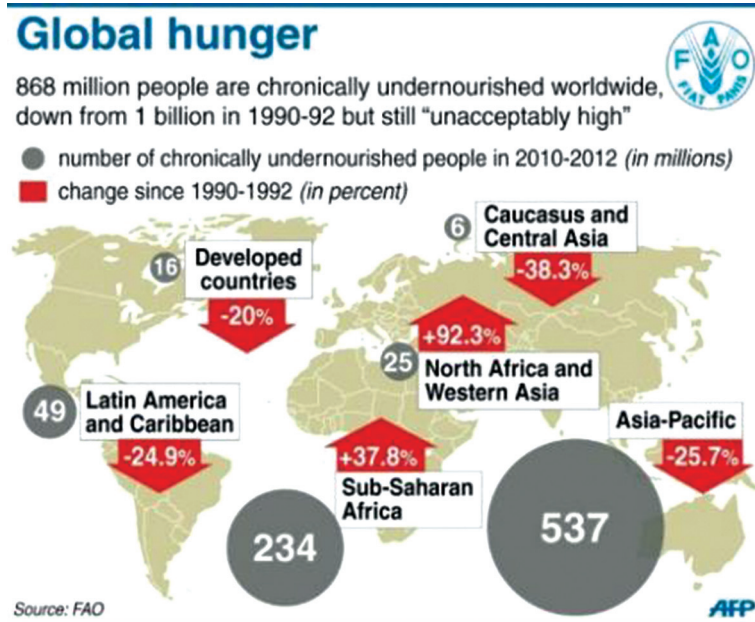 Global hunger
F A O
FIAT PANIS
868 million people are chronically undernourished worldwide,
down from 1 billion in 1990-92 but still “unacceptably high”
number of chronically undernourished people in 2010-2012 (in millions)
change since 1990-1992 (in percent)
6
Caucasus and
Central Asia
-38.3%
16
Developed
countries
-20%
+92.3%
25
North Africa and
Western Asia
49
Latin America
and Caribbean
-24.9%
+37.8%
Sub-Saharan
Africa
234
Asia-Pacific
-25.7%
537
Source: FAO
AFP